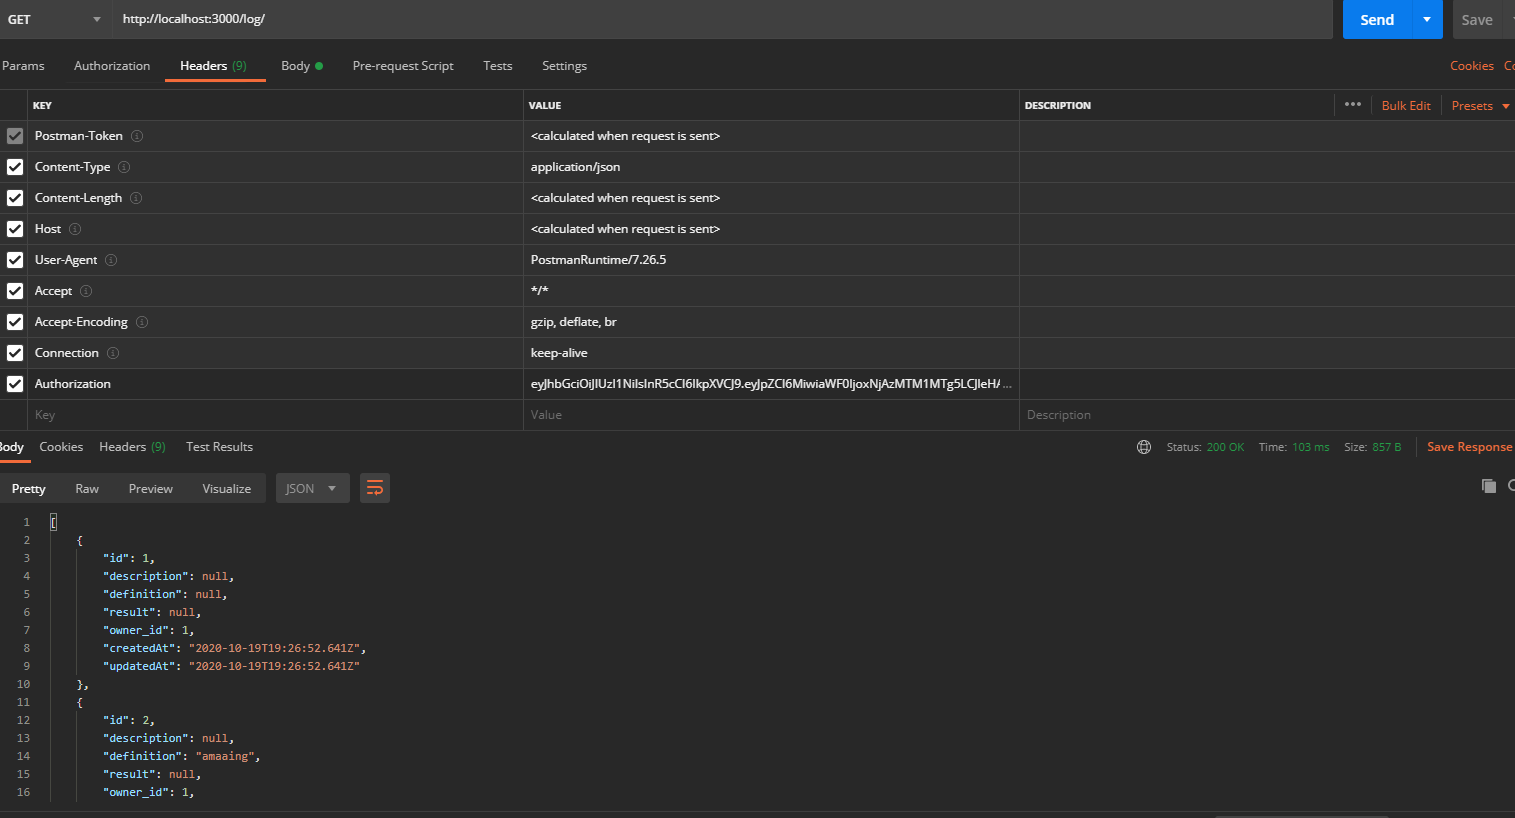 GET http://localhost:3000/log/ Send Save
Params Authorization Headers (9) Body Pre-request Script Tests Settings Cookies
KEY VALUE DESCRIPTION ••• Bulk Edit Presets
Postman-Token <calculated when request is sent>
Content-Type application/json
Content-Length <calculated when request is sent>
Host <calculated when request is sent>
User-Agent PostmanRuntime/7.26.5
Accept */*
Accept-Encoding gzip, deflate, br
Connection keep-alive
Authorization
Key Value Description
Body Cookies Headers (9) Test Results Status: 200 OK Time: 103 ms Size: 857 B Save Response
Pretty Raw Preview Visualize JSON
1 [
2 {
3 "id": 1,
4 "description": null,
5 "definition": null,
6 "result": null,
7 "owner_id": 1,
8 "createdAt": "2020-10-19T19:26:52.641Z",
9 "updatedAt": "2020-10-19T19:26:52.641Z"
10 },
11 {
12 "id": 2,
13 "description": null,
14 "definition": "amaaing",
15 "result": null,
16 "owner_id": 1,